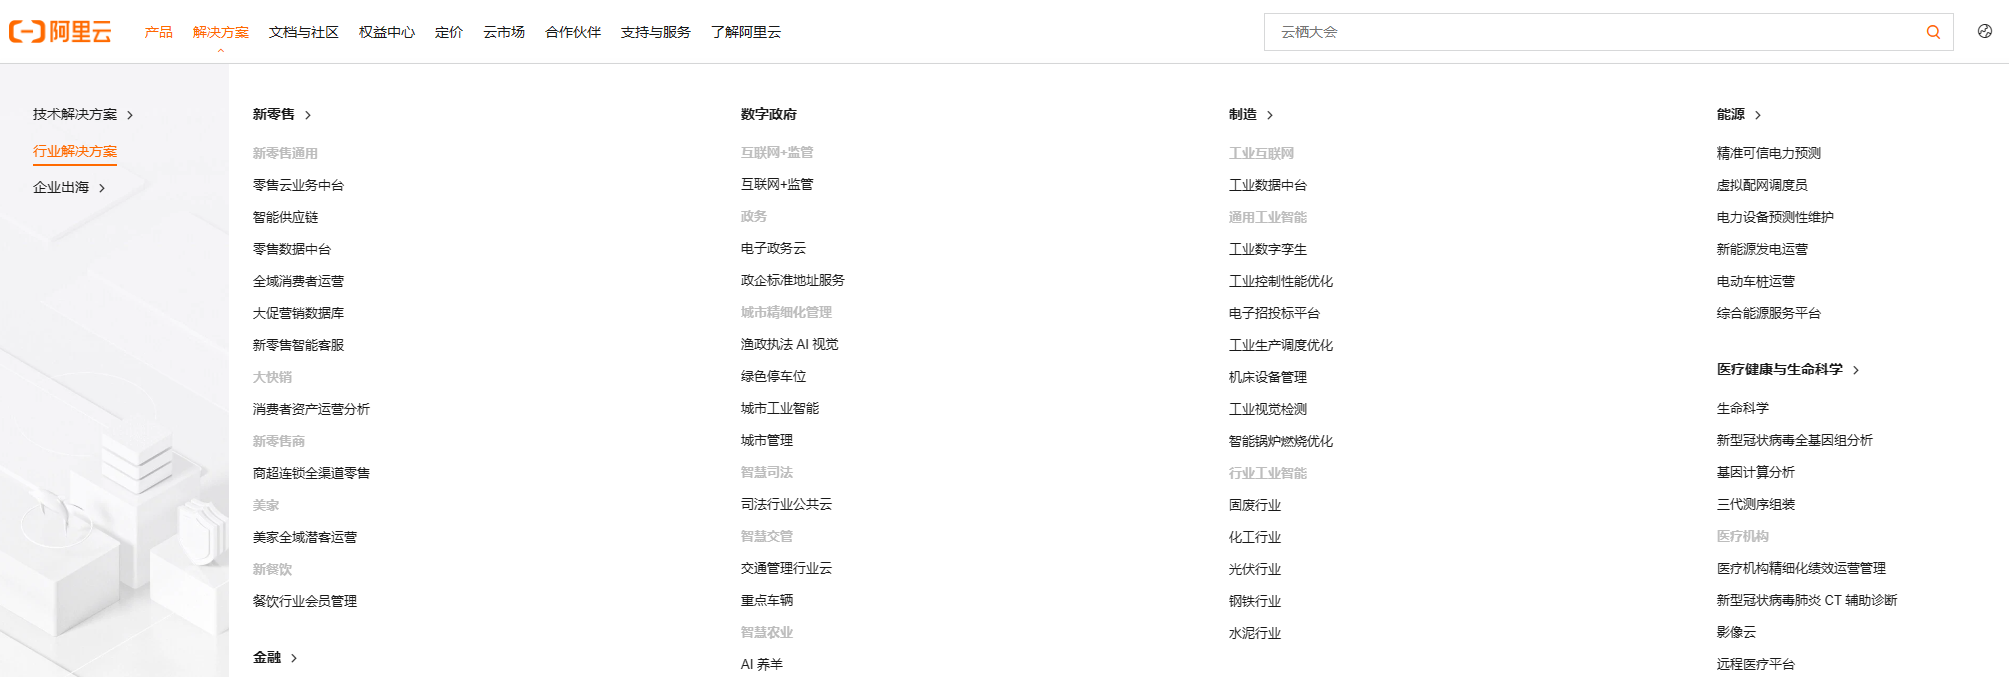 阿里云
产品 解决方案 文档与社区 权益中心 定价 云市场 合作伙伴 支持与服务 了解阿里云
云栖大会
技术解决方案
行业解决方案
企业出海
新零售
新零售通用
零售云业务中台
智能供应链
零售数据中台
全域消费者运营
大促营销数据库
新零售智能客服
大快销
消费者资产运营分析
新零售商
商超连锁全渠道零售
美家
美家全域潜客运营
新餐饮
餐饮行业会员管理
金融
数字政府
互联网+监管
互联网+监管
政务
电子政务云
政企标准地址服务
城市精细化管理
渔政执法 AI 视觉
绿色停车位
城市工业智能
城市管理
智慧司法
司法行业公共云
智慧交管
交通管理行业云
重点车辆
智慧农业
AI 养羊
制造
工业互联网
工业数据中台
通用工业智能
工业数字孪生
工业控制性能优化
电子招投标平台
工业生产调度优化
机床设备管理
工业视觉检测
智能锅炉燃烧优化
行业工业智能
固废行业
化工行业
光伏行业
钢铁行业
水泥行业
能源
精准可信电力预测
虚拟配网调度员
电力设备预测性维护
新能源发电运营
电动车桩运营
综合能源服务平台
医疗健康与生命科学
生命科学
新型冠状病毒全基因组分析
基因计算分析
三代测序组装
医疗机构
医疗机构精细化绩效运营管理
新型冠状病毒肺炎 CT 辅助诊断
影像云
远程医疗平台